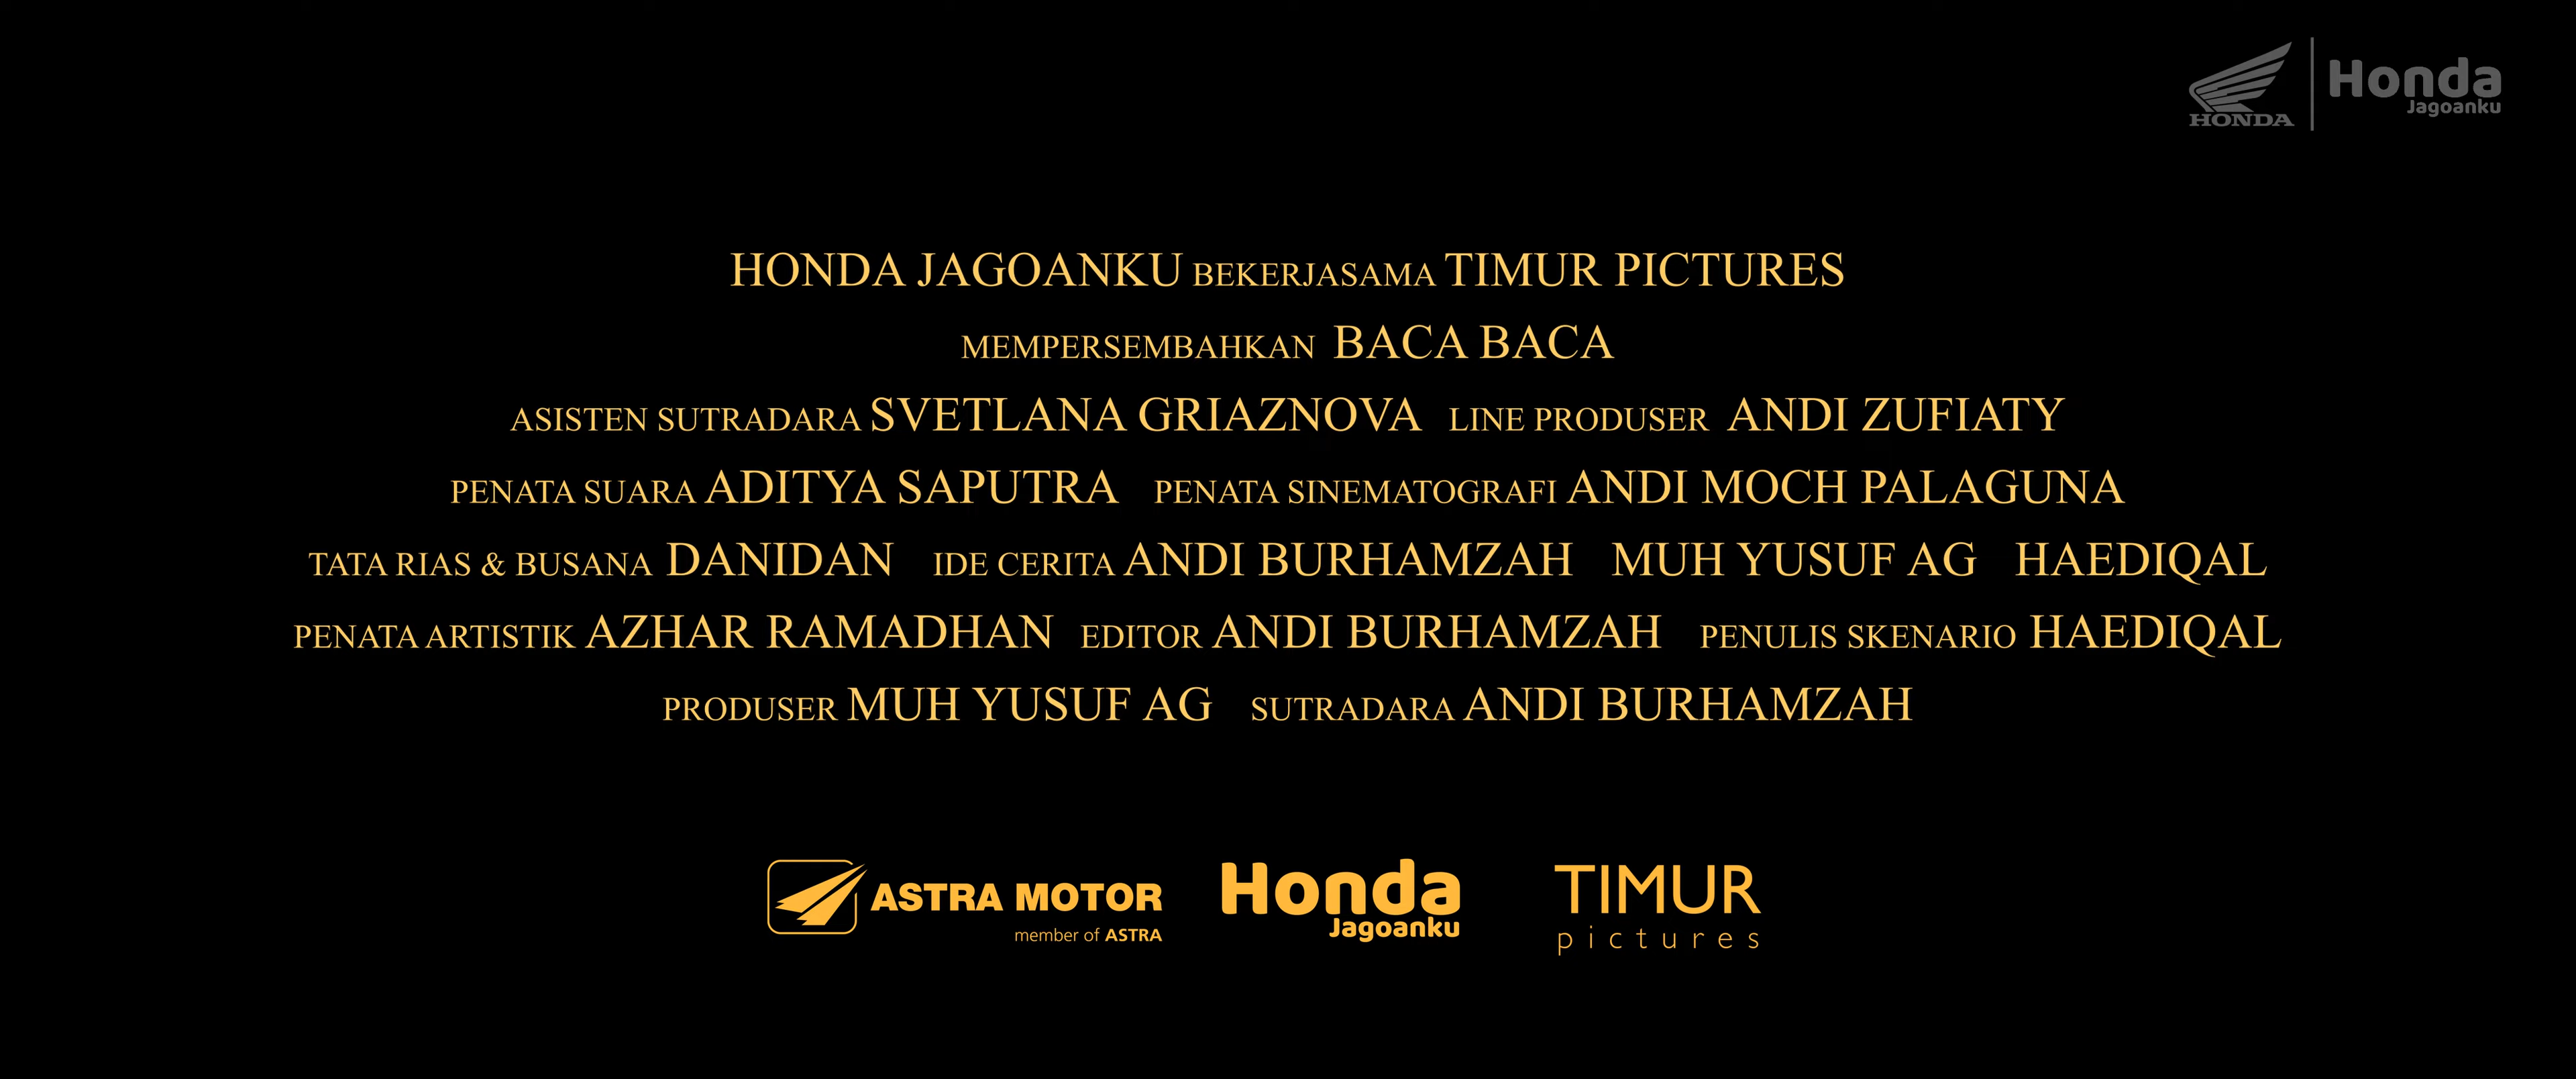 HONDA
Honda
Jagoanku
HONDA JAGOANKU BEKERJASAMA TIMUR PICTURES
MEMPERSEMBAHKAN BACA BACA
ASISTEN SUTRADARA SVETLANA GRIAZNOVA LINE PRODUSER ANDI ZUFIATY
PENATA SUARA ADITYA SAPUTRA PENATA SINEMATOGRAFI ANDI MOCH PALAGUNA
TATA RIAS & BUSANA DANIDAN IDE CERITA ANDI BURHAMZAH MUH YUSUF AG HAEDIQAL
PENATA ARTISTIK AZHAR RAMADHAN EDITOR ANDI BURHAMZAH PENULIS SKENARIO HAEDIQAL
PRODUSER MUH YUSUF AG SUTRADARA ANDI BURHAMZAH
ASTRA MOTOR
member of ASTRA
Honda
Jagoanku
TIMUR
pictures